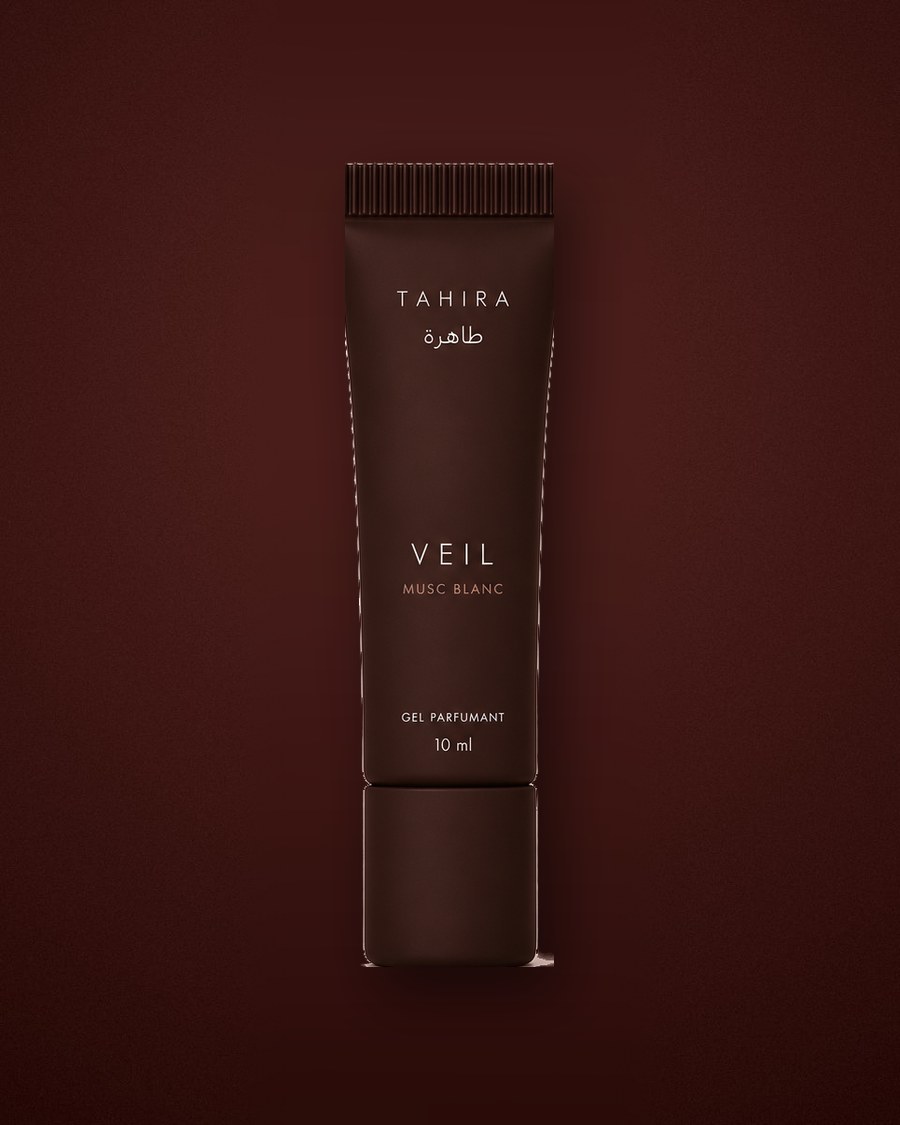 TAHIRA
طاهرة
VEIL
MUSC BLANC
GEL PARFUMANT
10 ml